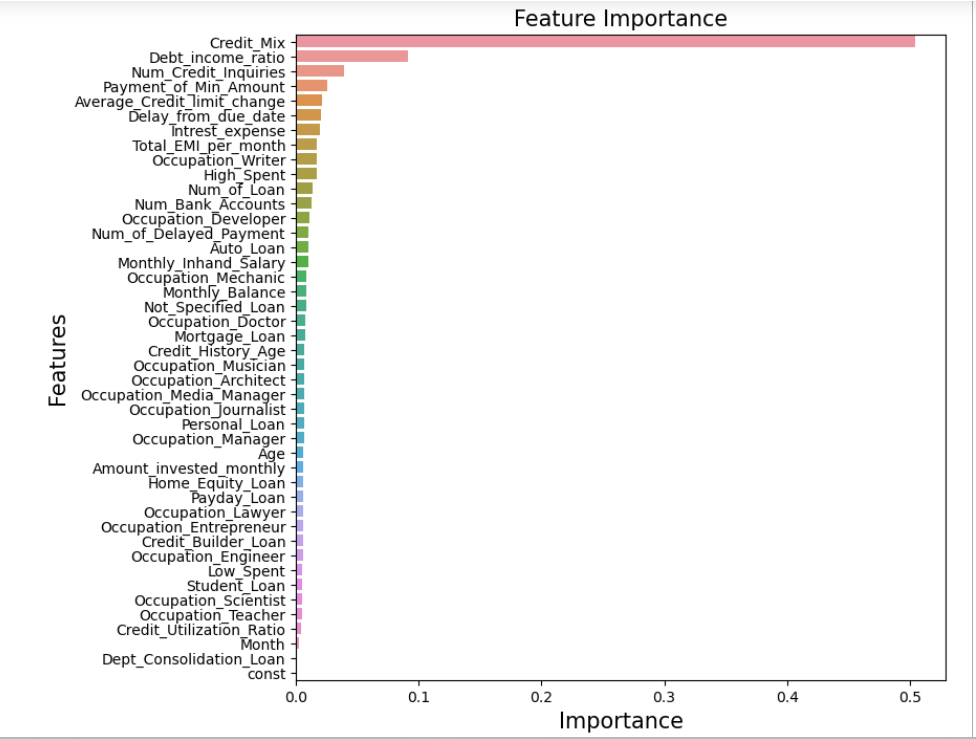 Feature Importance
Credit_Mix
Debt_income_ratio
Num_Credit_Inquiries
Payment_of_Min_Amount
Average_Credit_limit_change
Delay_from_due_date
Intrest_expense
Total_EMI_per_month
Occupation_Writer
High_Spent
Num_of_Loan
Num_Bank_Accounts
Occupation_Developer
Num_of_Delayed_Payment
Auto_Loan
Monthly_Inhand_Salary
Occupation_Mechanic
Monthly_Balance
Not_Specified_Loan
Occupation_Doctor
Mortgage_Loan
Credit_History_Age
Occupation_Musician
Occupation_Architect
Occupation_Media_Manager
Occupation_Journalist
Personal_Loan
Occupation_Manager
Age
Amount_invested_monthly
Home_Equity_Loan
Payday_Loan
Occupation_Lawyer
Occupation_Entrepreneur
Credit_Builder_Loan
Occupation_Engineer
Low_Spent
Student_Loan
Occupation_Scientist
Occupation_Teacher
Credit_Utilization_Ratio
Month
Dept_Consolidation_Loan
const
Features
0.0 0.1 0.2 0.3 0.4 0.5
Importance